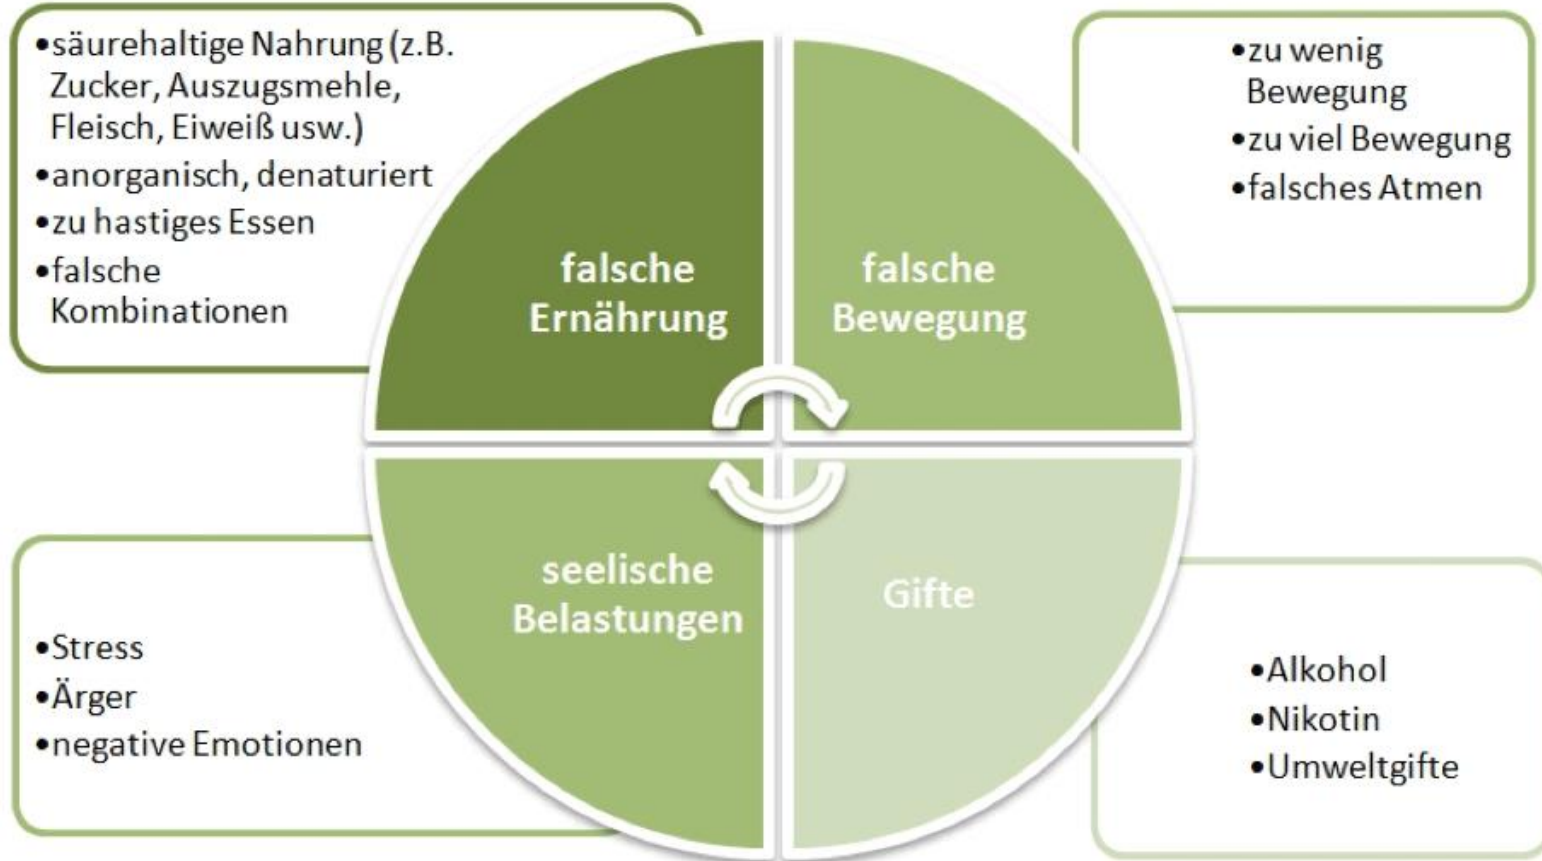 •säurehaltige Nahrung (z.B.
Zucker, Auszugsmehle,
Fleisch, Eiweiß usw.)
•anorganisch, denaturiert
•zu hastiges Essen
•falsche
Kombinationen
•zu wenig
Bewegung
•zu viel Bewegung
•falsches Atmen
falsche
Ernährung
falsche
Bewegung
seelische
Belastungen
Gifte
•Stress
•Ärger
•negative Emotionen
•Alkohol
•Nikotin
•Umweltgifte